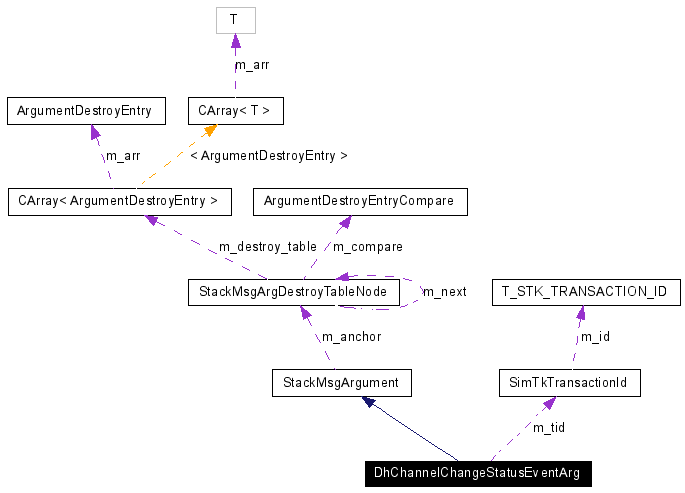 T
m_arr
ArgumentDestroyEntry
CArray< T >
m_arr
< ArgumentDestroyEntry >
CArray< ArgumentDestroyEntry >
ArgumentDestroyEntryCompare
m_destroy_table
m_compare
StackMsgArgDestroyTableNode
m_next
T_STK_TRANSACTION_ID
m_anchor
m_id
StackMsgArgument
SimTkTransactionId
m_tid
DhChannelChangeStatusEventArg